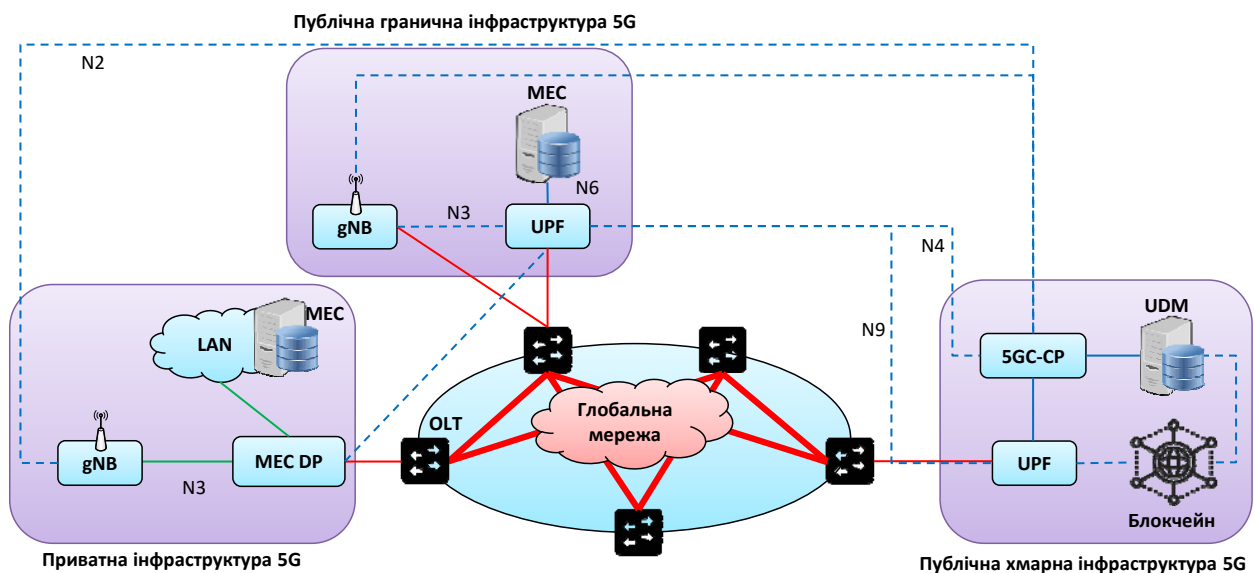 Публічна гранична інфраструктура 5G
N2
MEC
N6
gNB
N3
UPF
N4
MEC
LAN
UDM
N9
5GC-CP
Глобальна
мережа
OLT
gNB
MEC DP
UPF
N3
Блокчейн
Приватна інфраструктура 5G
Публічна хмарна інфраструктура 5G